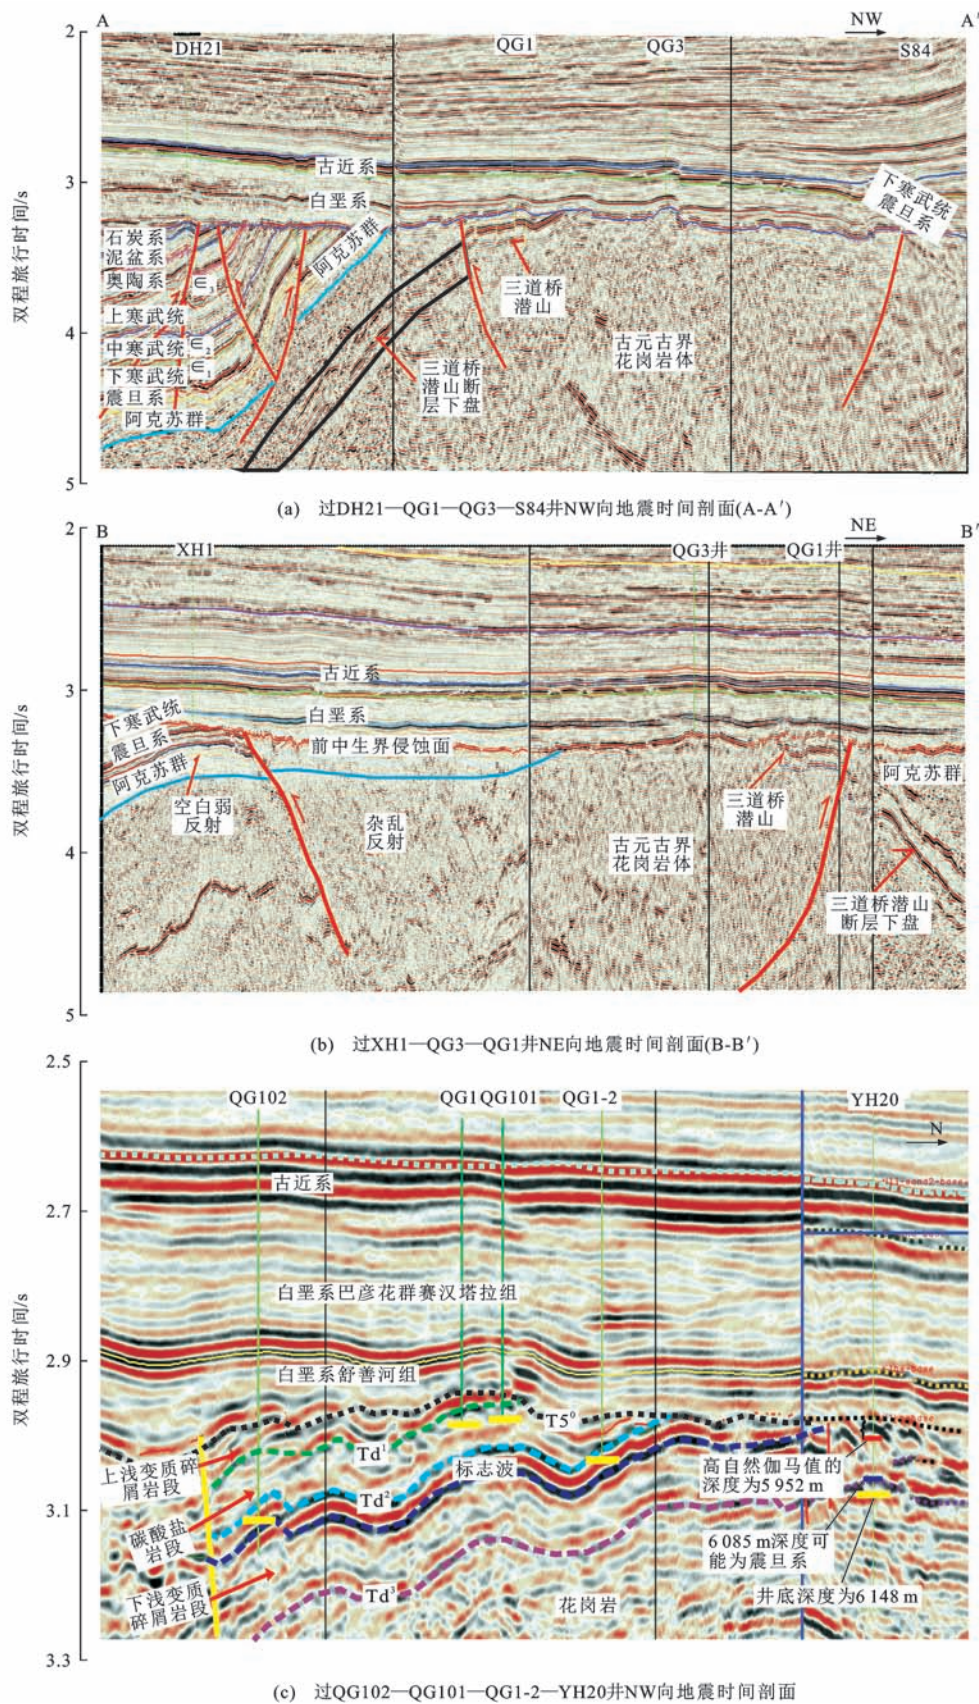 A
NW
A′
2
DH21
QG1
QG3
S84
古近系
3
白垩系
下寒武统
震旦系
石炭系
泥盆系
奥陶系
∈₃
阿克苏群
三道桥
潜山
双程旅行时间/s
上寒武统
4
中寒武统
∈₂
∈₁
下寒武统
震旦系
阿克苏群
三道桥
潜山断
层下盘
古元古界
花岗岩体
5
(a) 过DH21—QG1—QG3—S84井NW向地震时间剖面(A-A′)
2
B
NE
B′
XH1
QG3井
QG1井
古近系
3
白垩系
下寒武统
震旦系
前中生界侵蚀面
阿克苏群
阿克苏群
空白弱
反射
杂乱
反射
三道桥
潜山
古元古界
花岗岩体
双程旅行时间/s
4
三道桥潜山
断层下盘
5
(b) 过XH1—QG3—QG1井NE向地震时间剖面(B-B′)
2.5
QG102
QG1
QG101
QG1-2
YH20
N
古近系
2.7
白垩系巴彦花群赛汉塔拉组
双程旅行时间/s
2.9
白垩系舒善河组
T5⁰
Td¹
标志波
上浅变质碎
屑岩段
高自然伽马值的
深度为5 952 m
Td²
3.1
碳酸盐
岩段
6 085 m深度可
能为震旦系
下浅变质
碎屑岩段
Td³
花岗岩
井底深度为6 148 m
3.3
(c) 过QG102—QG101—QG1-2—YH20井NW向地震时间剖面